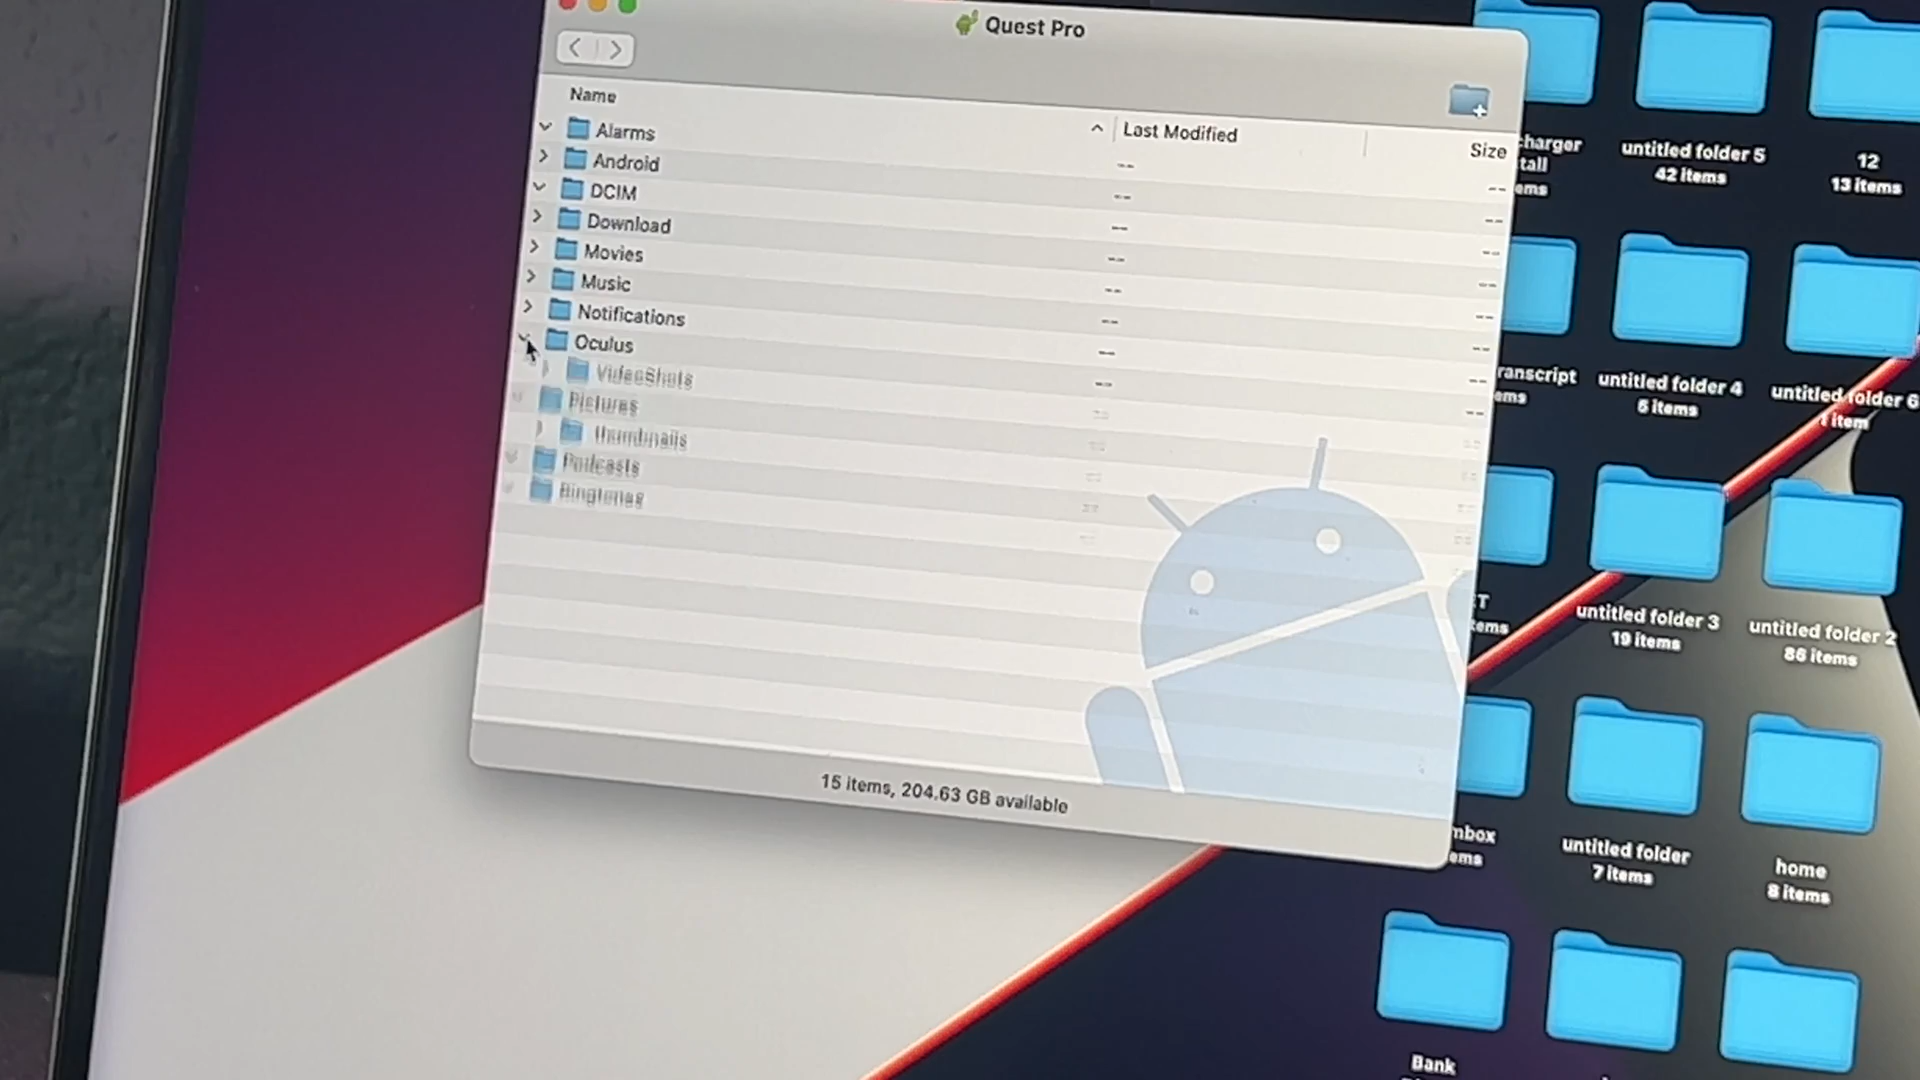 Quest Pro
Name
Last Modified
Size
Alarms
Android
DCIM
Download
Movies
Music
Notifications
Oculus
VideoShots
Pictures
thumbnails
Podcasts
Ringtones
15 items, 204.63 GB available
untitled folder 5
42 items
12
13 items
untitled folder 4
6 items
untitled folder 6
1 item
untitled folder 3
19 items
untitled folder 2
86 items
untitled folder
7 items
home
8 items
Bank